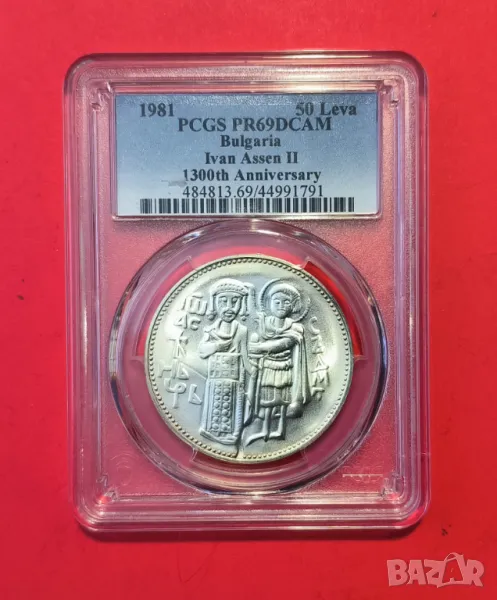 1981 50 Leva
PCGS PR69DCAM
Bulgaria
Ivan Assen II
1300th Anniversary
484813.69/44991791
BAZAR